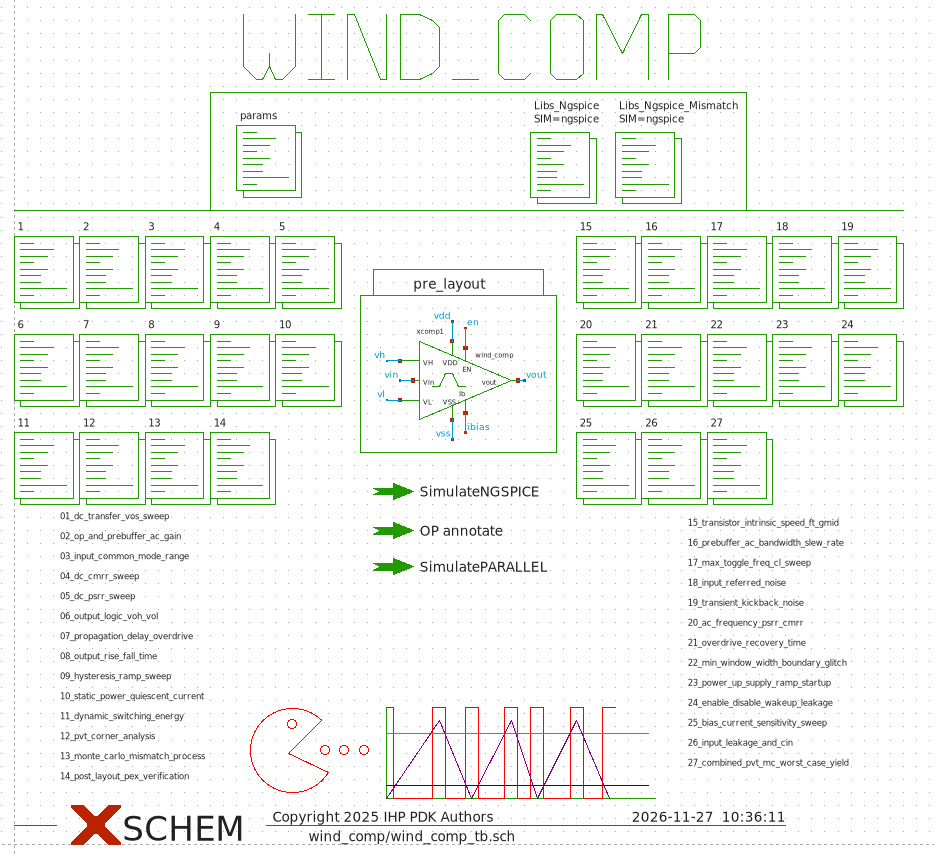 WIND_COMP
params
Libs_Ngspice
SIM=ngspice
Libs_Ngspice_Mismatch
SIM=ngspice
1 2 3 4 5
15 16 17 18 19
6 7 8 9 10
20 21 22 23 24
11 12 13 14
25 26 27
pre_layout
vdd
en
xcomp1
wind_comp
vh
VH
VDD
EN
vin
Vin
vout
vout
vl
VL
VSS
Ib
vss
ibias
SimulateNGSPICE
OP annotate
SimulatePARALLEL
01_dc_transfer_vos_sweep
02_op_and_prebuffer_ac_gain
03_input_common_mode_range
04_dc_cmrr_sweep
05_dc_psrr_sweep
06_output_logic_voh_vol
07_propagation_delay_overdrive
08_output_rise_fall_time
09_hysteresis_ramp_sweep
10_static_power_quiescent_current
11_dynamic_switching_energy
12_pvt_corner_analysis
13_monte_carlo_mismatch_process
14_post_layout_pex_verification
15_transistor_intrinsic_speed_ft_gmid
16_prebuffer_ac_bandwidth_slew_rate
17_max_toggle_freq_cl_sweep
18_input_referred_noise
19_transient_kickback_noise
20_ac_frequency_psrr_cmrr
21_overdrive_recovery_time
22_min_window_width_boundary_glitch
23_power_up_supply_ramp_startup
24_enable_disable_wakeup_leakage
25_bias_current_sensitivity_sweep
26_input_leakage_and_cin
27_combined_pvt_mc_worst_case_yield
XSCHEM
Copyright 2025 IHP PDK Authors
2026-11-27 10:36:11
wind_comp/wind_comp_tb.sch